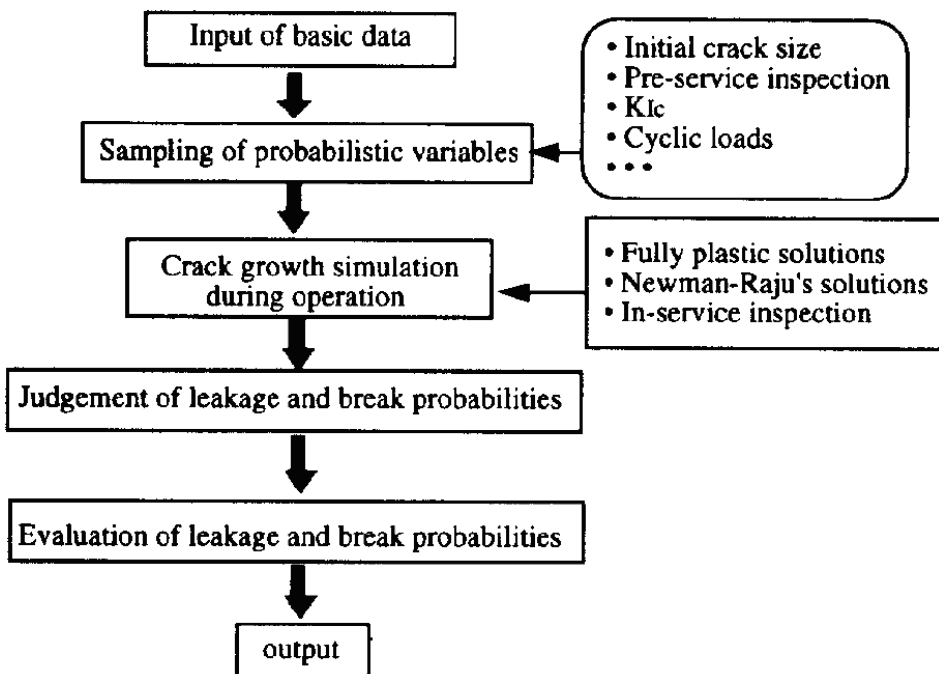 Input of basic data
• Initial crack size
• Pre-service inspection
• KIc
• Cyclic loads
• • •
Sampling of probabilistic variables
Crack growth simulation
during operation
• Fully plastic solutions
• Newman-Raju's solutions
• In-service inspection
Judgement of leakage and break probabilities
Evaluation of leakage and break probabilities
output